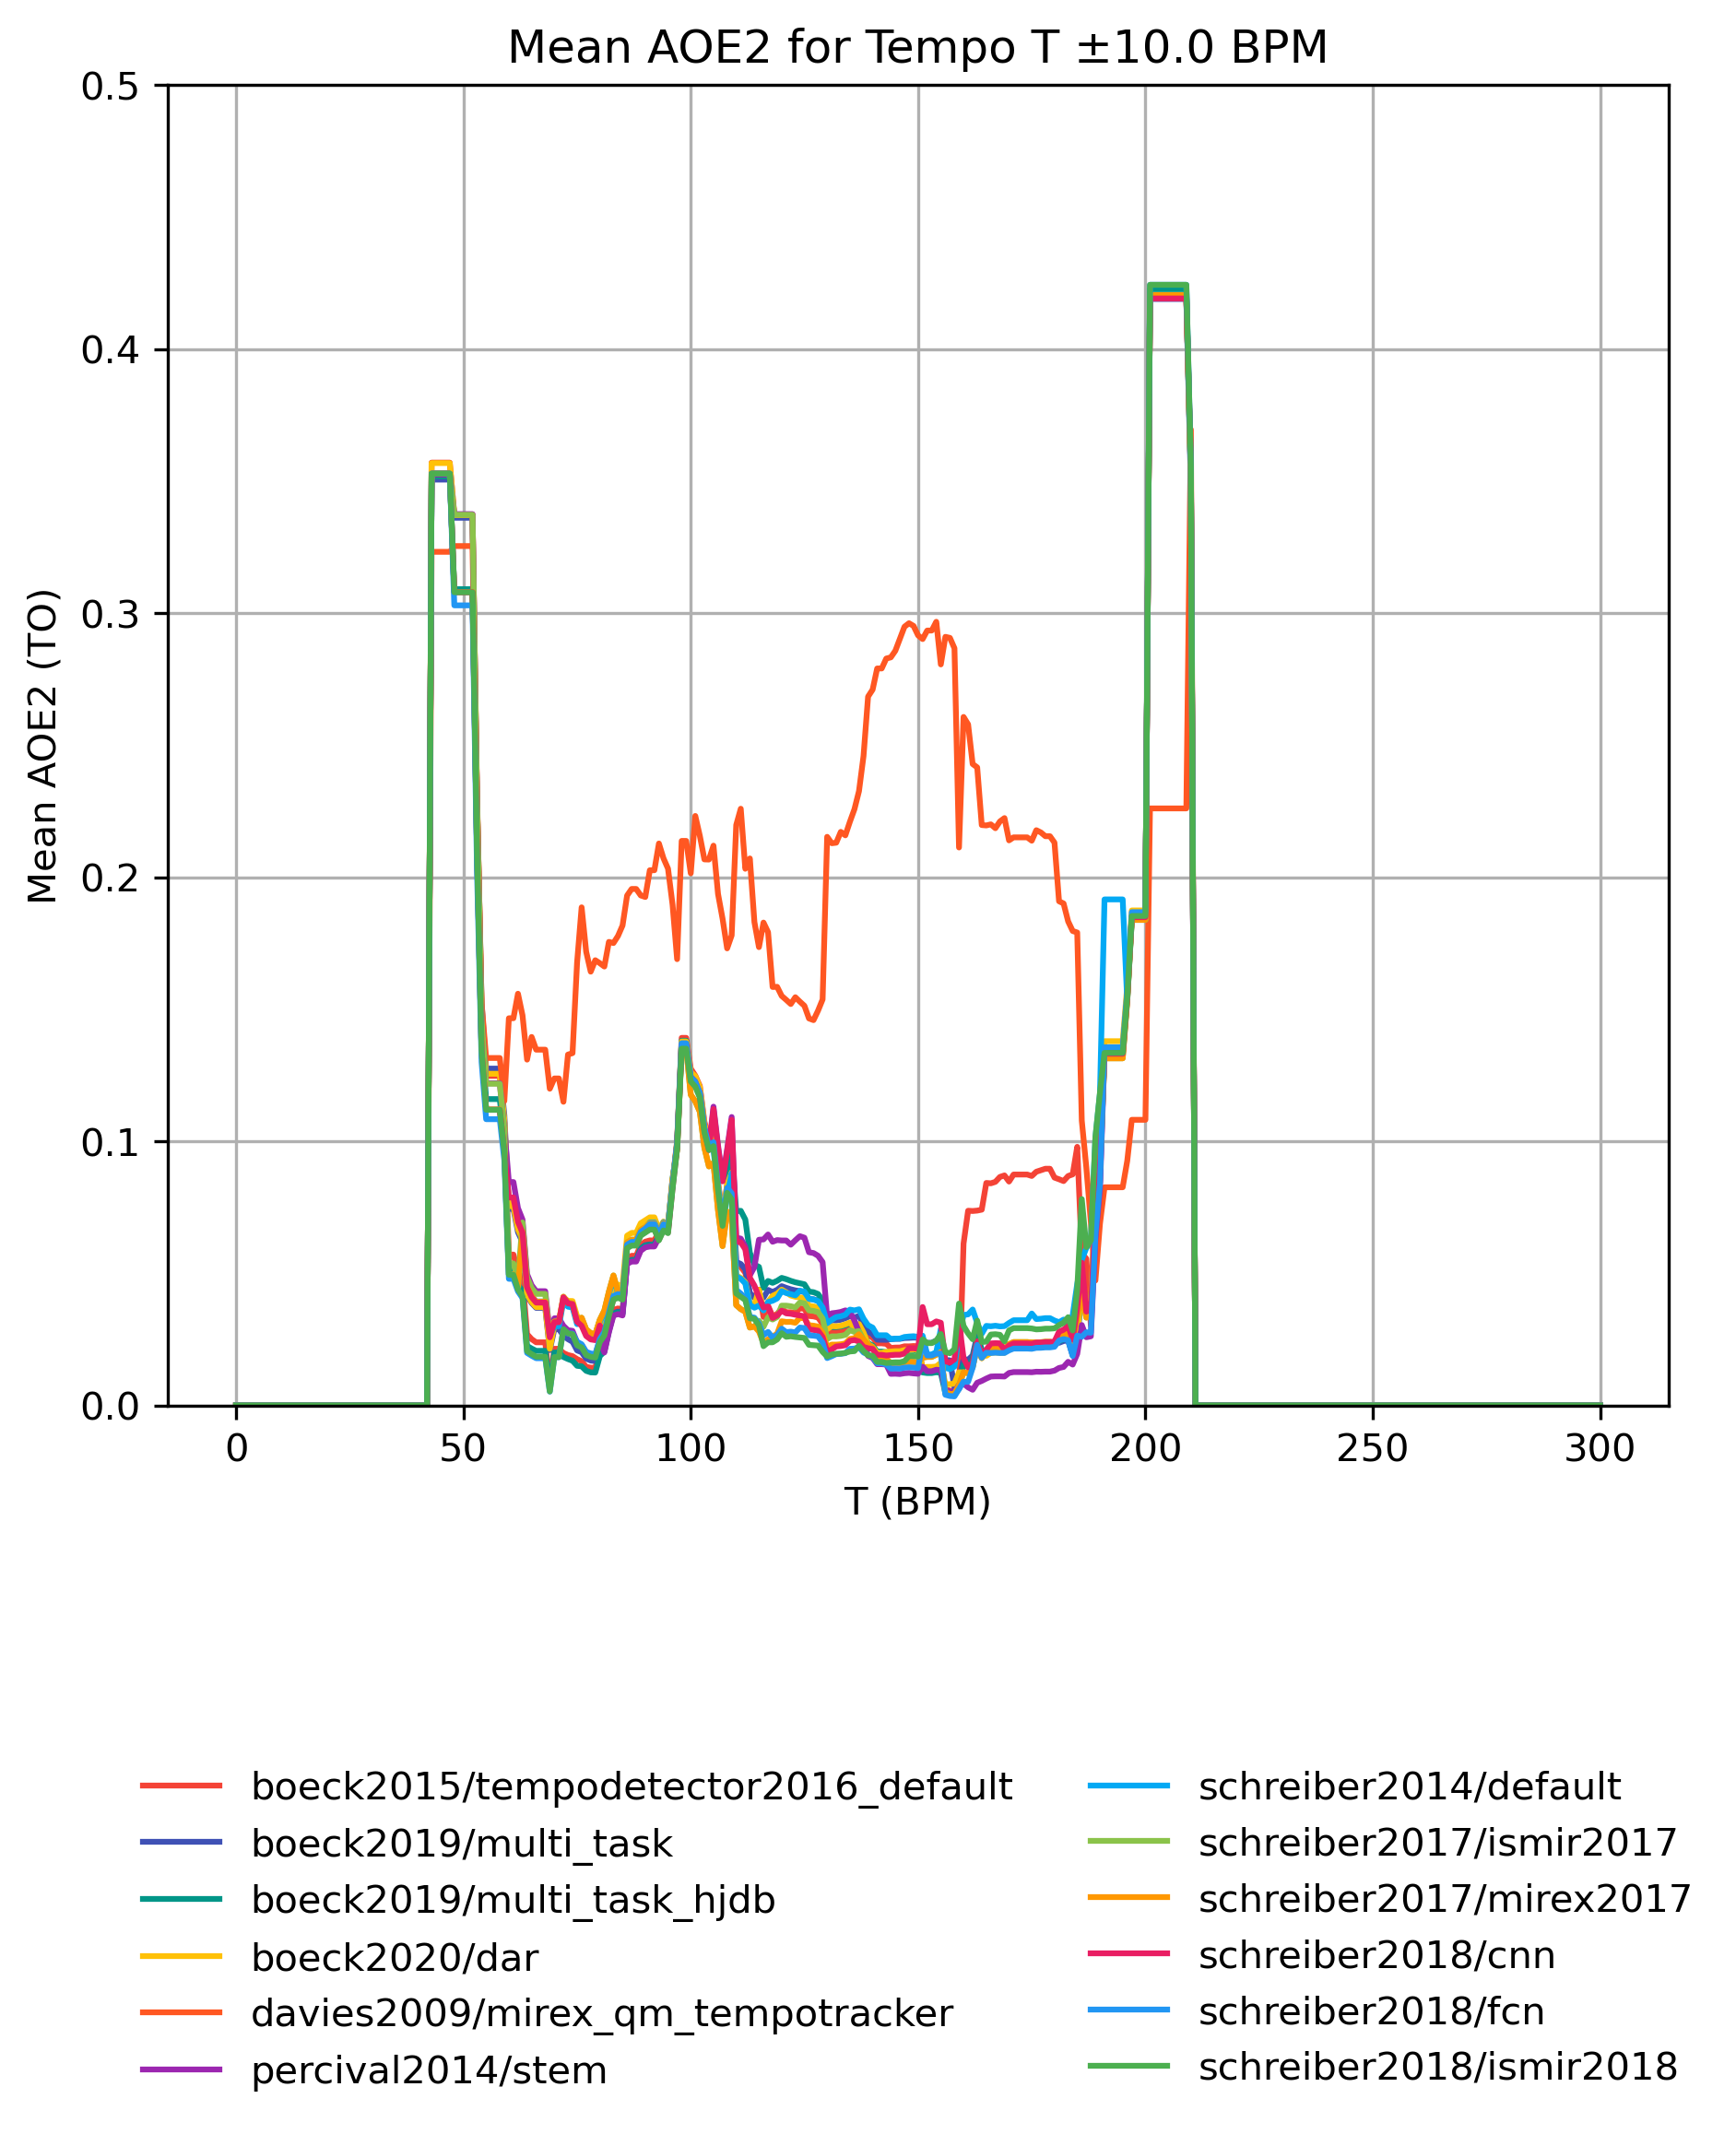 Mean AOE2 for Tempo T ±10.0 BPM
0.5
0.4
0.3
0.2
0.1
0.0
Mean AOE2 (TO)
0 50 100 150 200 250 300
T (BPM)
boeck2015/tempodetector2016_default
boeck2019/multi_task
boeck2019/multi_task_hjdb
boeck2020/dar
davies2009/mirex_qm_tempotracker
percival2014/stem
schreiber2014/default
schreiber2017/ismir2017
schreiber2017/mirex2017
schreiber2018/cnn
schreiber2018/fcn
schreiber2018/ismir2018